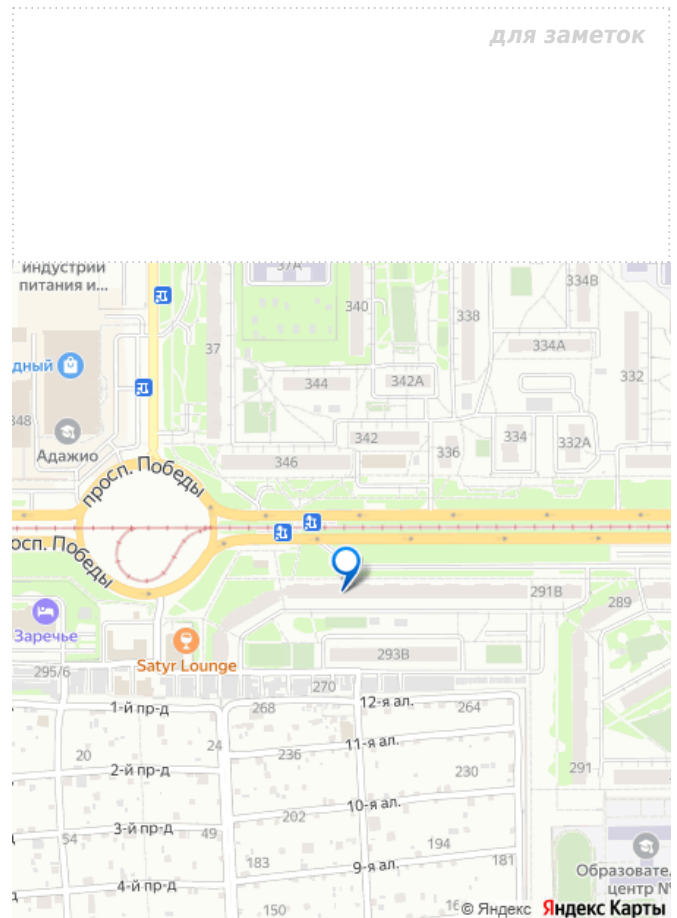 для заметок
индустрии
питания и...
37А
340
334В
338
37
334А
332
дный
344
342А
348
Адажио
342
336
334
332А
346
просп. Победы
осп. Победы
291В
289
Заречье
Satyr Lounge
293В
295/6
270
1-й пр-д
268
12-я ал.
264
20
24
236
11-я ал.
2-й пр-д
230
291
10-я ал.
202
3-й пр-д
54
49
194
183
9-я ал.
181
Образовате...
центр №
4-й пр-д
150
16
© Яндекс Яндекс Карты